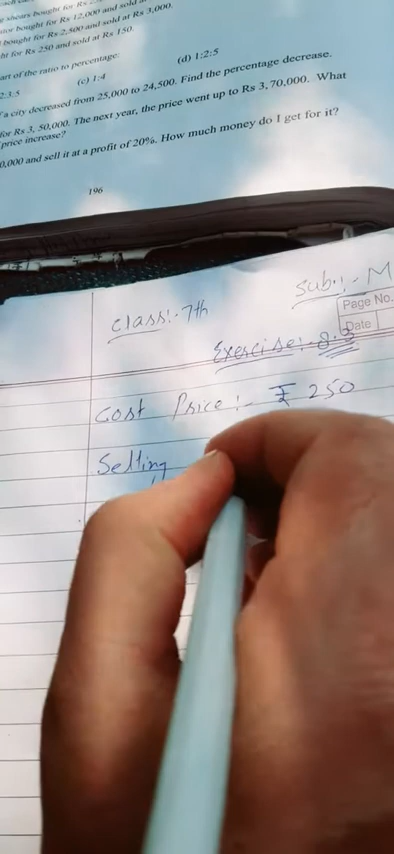 shears bought for Rs 2
bought for Rs 12,000 and sold
bought for Rs 2,500 and sold at Rs 3,000.
ht for Rs 250 and sold at Rs 150.
art of the ratio to percentage:
2:3:5 (c) 1:4 (d) 1:2:5
a city decreased from 25,000 to 24,500. Find the percentage decrease.
for Rs 3, 50,000. The next year, the price went up to Rs 3, 70,000. What
price increase?
0,000 and sell it at a profit of 20%. How much money do I get for it?
196
Sub:- M
Class:- 7th
Page No.
Date
Exercise:- 8.3
Cost Price:- ₹ 250
Selling